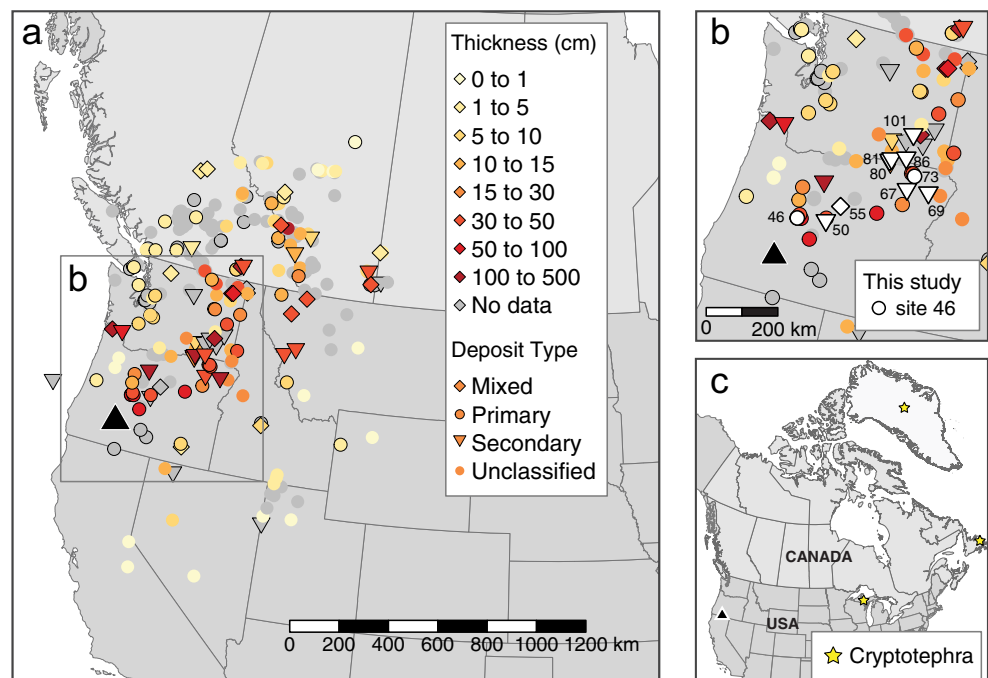 a
Thickness (cm)
0 to 1
1 to 5
5 to 10
10 to 15
15 to 30
30 to 50
50 to 100
100 to 500
No data
Deposit Type
Mixed
Primary
Secondary
Unclassified
b
0 200 400 600 800 1000 1200 km
b
101
81
80
86
73
67
69
46
55
50
This study
site 46
0 200 km
c
CANADA
USA
Cryptotephra